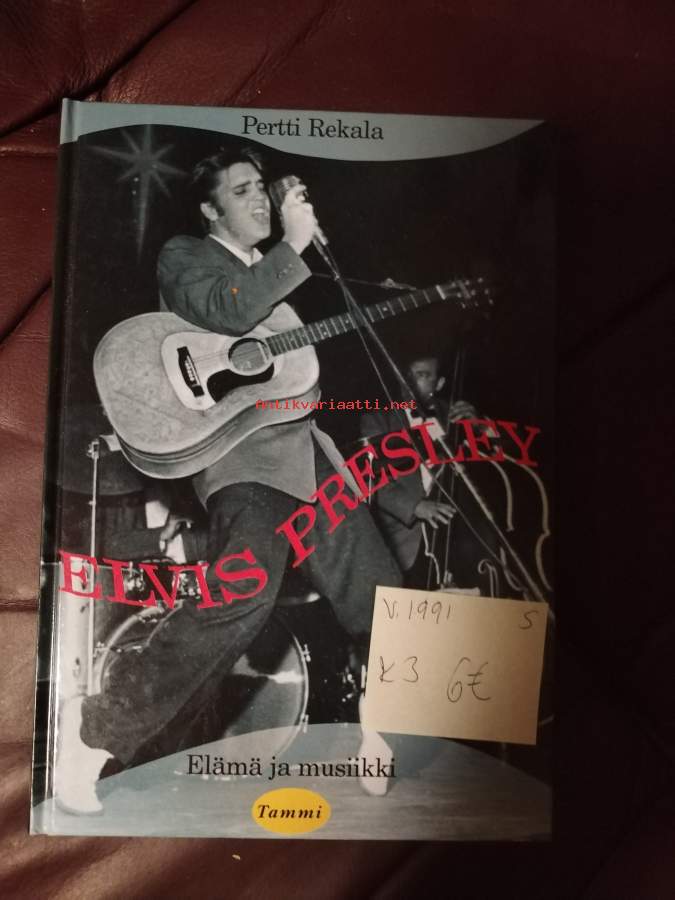 Pertti Rekala
Antikvariaatti.net
ELVIS PRESLEY
V. 1991 S
K3 6€
Elämä ja musiikki
Tammi